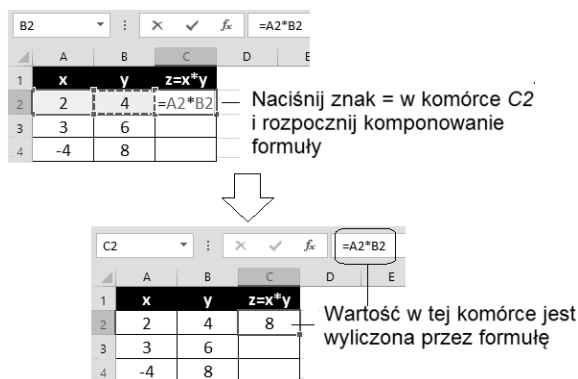 B2 fx =A2*B2
A B C D E
1 x y z=x*y
2 2 4 =A2*B2
3 3 6
4 -4 8
Naciśnij znak = w komórce C2
i rozpocznij komponowanie
formuły
C2 fx =A2*B2
A B C D E
1 x y z=x*y
2 2 4 8
3 3 6
4 -4 8
Wartość w tej komórce jest
wyliczona przez formułę